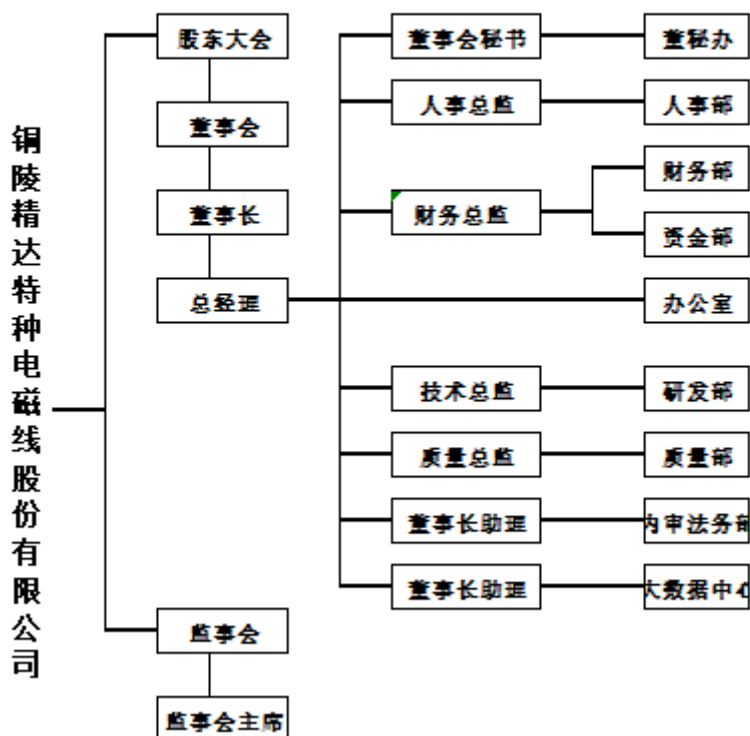 铜陵精达特种电磁线股份有限公司
股东大会
董事会
董事长
总经理
监事会
监事会主席
董事会秘书
董秘办
人事总监
人事部
财务总监
财务部
资金部
办公室
技术总监
研发部
质量总监
质量部
董事长助理
内审法务部
董事长助理
大数据中心